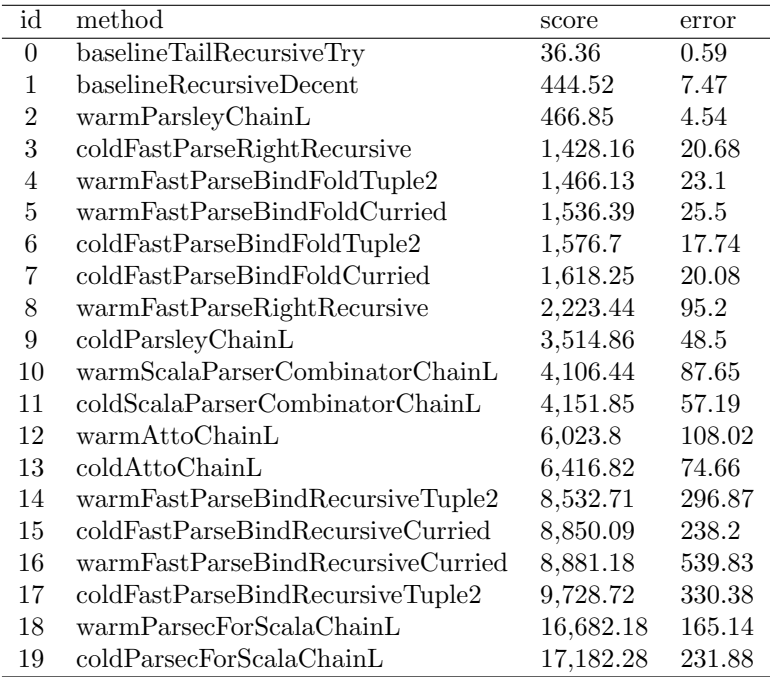 id method score error
0 baselineTailRecursiveTry 36.36 0.59
1 baselineRecursiveDecent 444.52 7.47
2 warmParsleyChainL 466.85 4.54
3 coldFastParseRightRecursive 1,428.16 20.68
4 warmFastParseBindFoldTuple2 1,466.13 23.1
5 warmFastParseBindFoldCurried 1,536.39 25.5
6 coldFastParseBindFoldTuple2 1,576.7 17.74
7 coldFastParseBindFoldCurried 1,618.25 20.08
8 warmFastParseRightRecursive 2,223.44 95.2
9 coldParsleyChainL 3,514.86 48.5
10 warmScalaParserCombinatorChainL 4,106.44 87.65
11 coldScalaParserCombinatorChainL 4,151.85 57.19
12 warmAttoChainL 6,023.8 108.02
13 coldAttoChainL 6,416.82 74.66
14 warmFastParseBindRecursiveTuple2 8,532.71 296.87
15 coldFastParseBindRecursiveCurried 8,850.09 238.2
16 warmFastParseBindRecursiveCurried 8,881.18 539.83
17 coldFastParseBindRecursiveTuple2 9,728.72 330.38
18 warmParsecForScalaChainL 16,682.18 165.14
19 coldParsecForScalaChainL 17,182.28 231.88